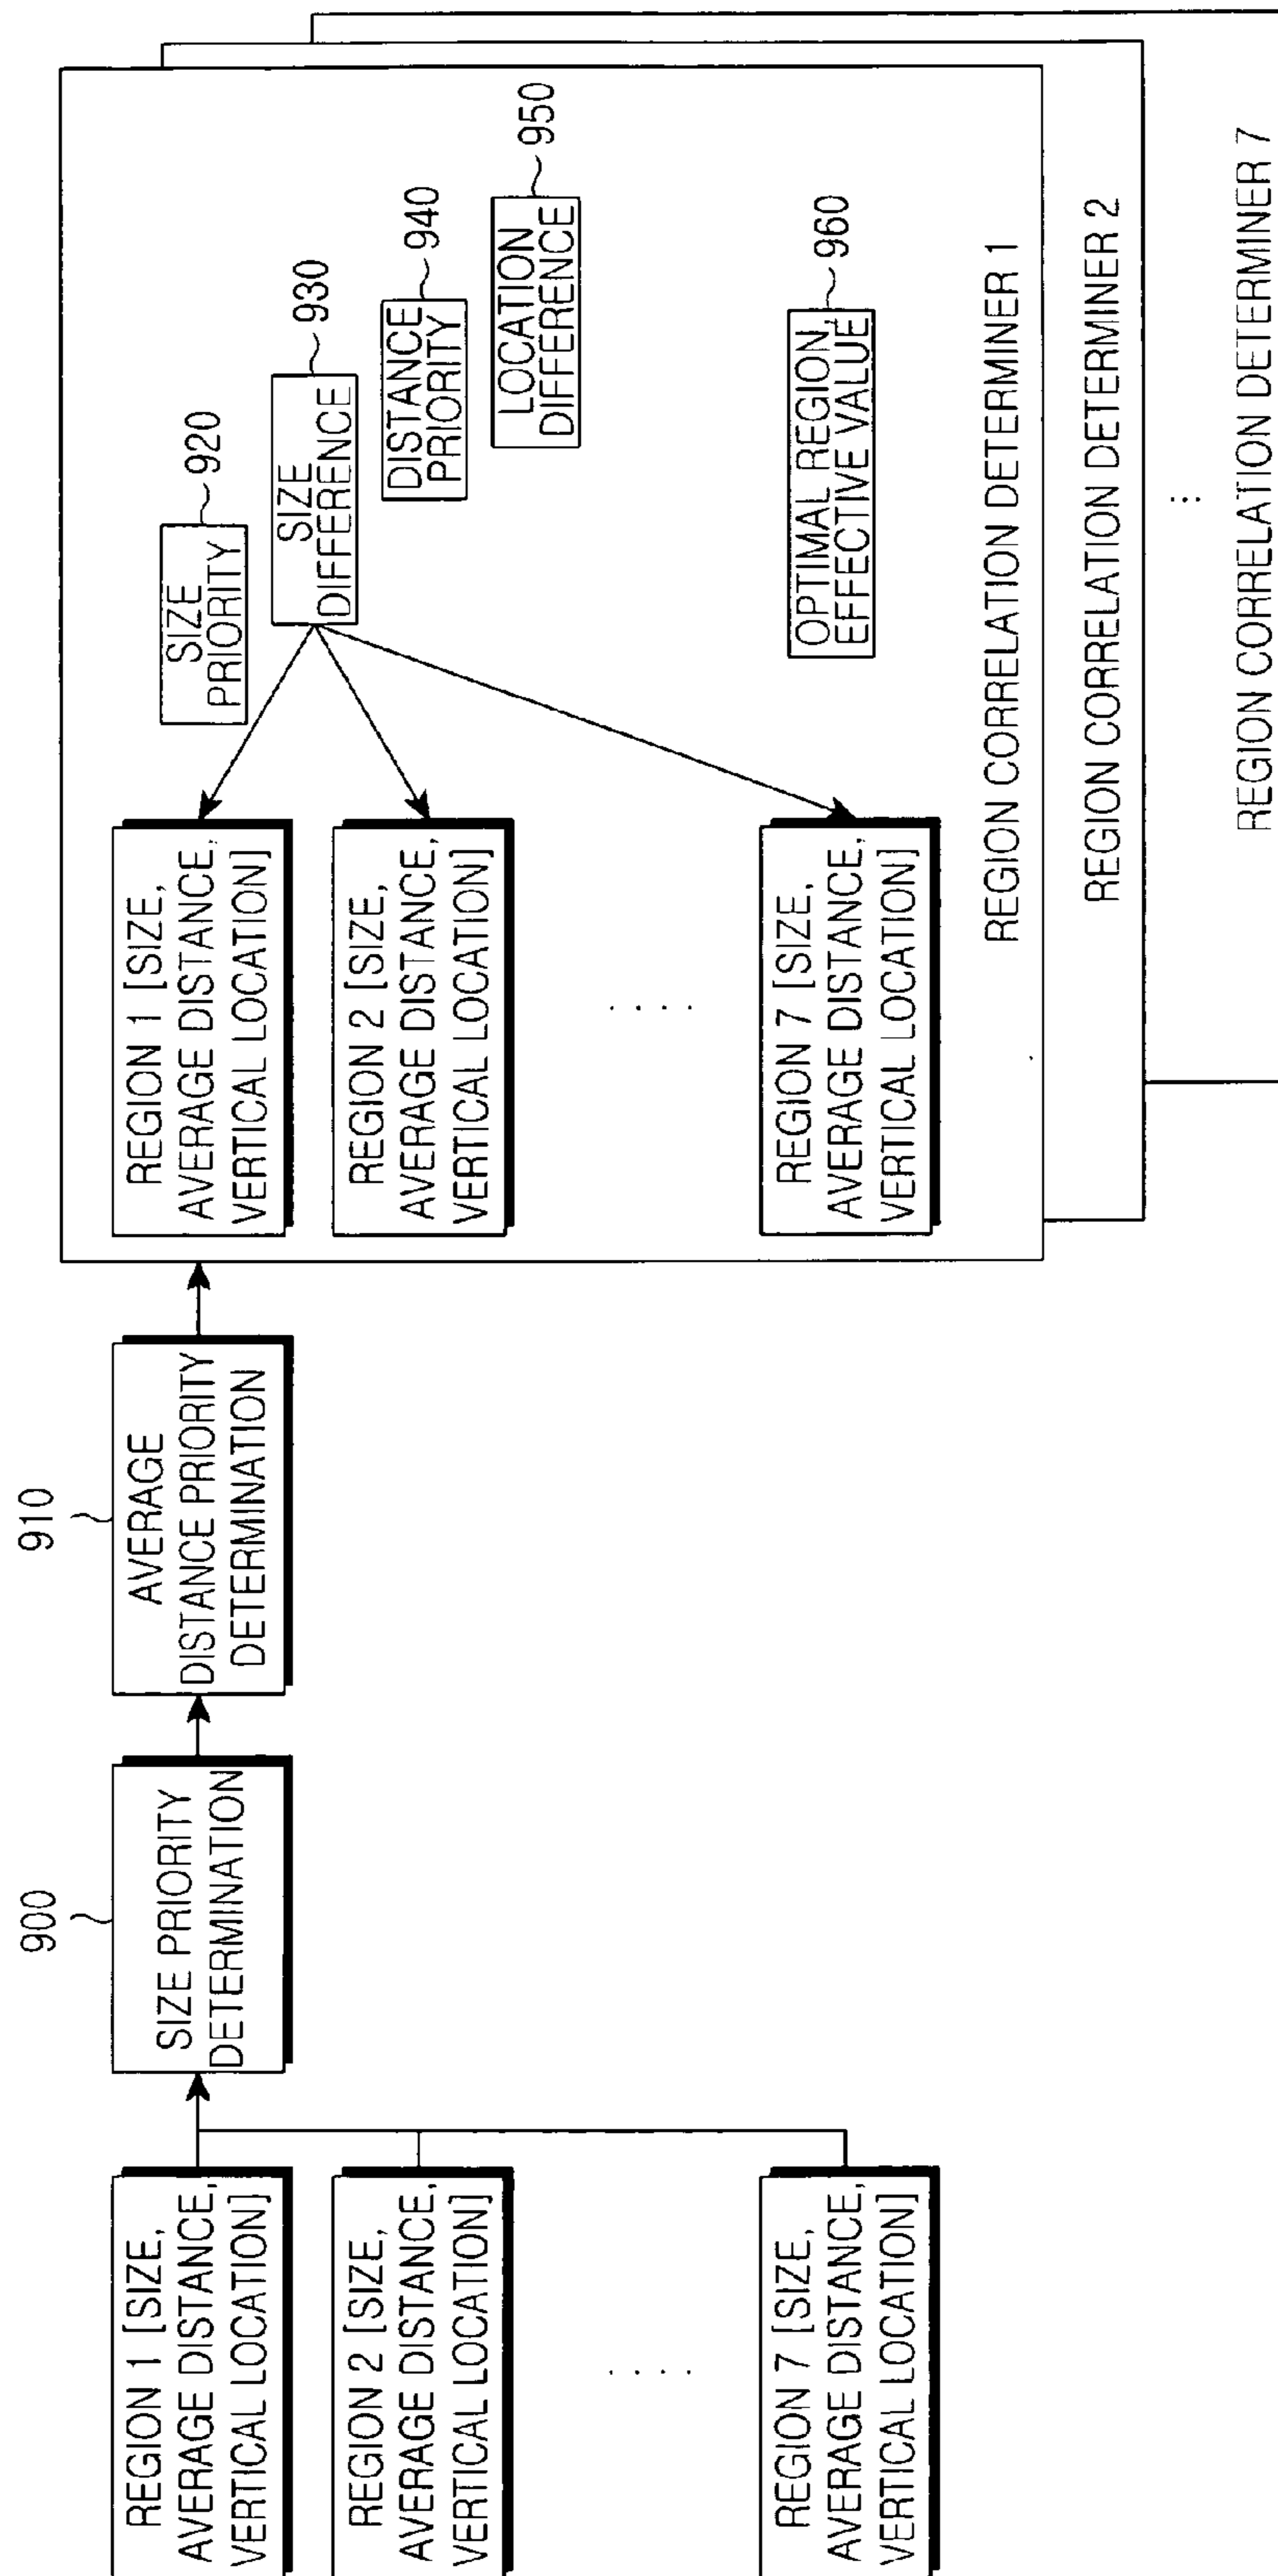 REGION 1 [SIZE,
AVERAGE DISTANCE,
VERTICAL LOCATION]
REGION 2 [SIZE,
AVERAGE DISTANCE,
VERTICAL LOCATION]
. . . .
REGION 7 [SIZE,
AVERAGE DISTANCE,
VERTICAL LOCATION]
900
SIZE PRIORITY
DETERMINATION
910
AVERAGE
DISTANCE PRIORITY
DETERMINATION
REGION 1 [SIZE,
AVERAGE DISTANCE,
VERTICAL LOCATION]
REGION 2 [SIZE,
AVERAGE DISTANCE,
VERTICAL LOCATION]
. . . .
REGION 7 [SIZE,
AVERAGE DISTANCE,
VERTICAL LOCATION]
SIZE
PRIORITY
920
SIZE
DIFFERENCE
930
DISTANCE
PRIORITY
940
LOCATION
DIFFERENCE
950
OPTIMAL REGION,
EFFECTIVE VALUE
960
REGION CORRELATION DETERMINER 1
REGION CORRELATION DETERMINER 2
...
REGION CORRELATION DETERMINER 7